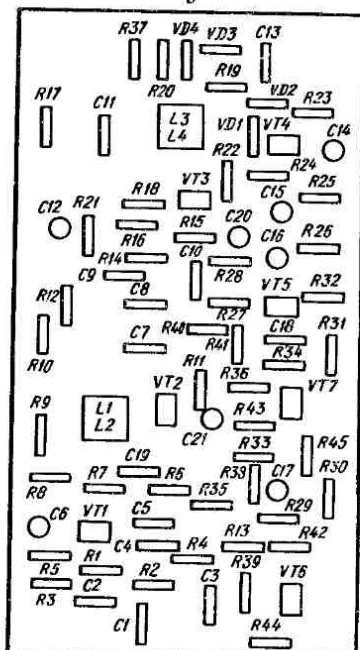 R37 VD4 VD3 C13
R17 C11 R20 R19 VD2 R23
L3 VD1 VT4 C14
L4
R22 R24
VT3
R18 C15 R25
C12 R21 C20
R16 R15 C16 R26
R14 C10
C9 R28
R12 C8 VT5 R32
R27
R40 R41 C18 R31
R10 C7 R34
R11
VT2 R36 VT7
R9 L1
L2 R43
C21
C19 R33 R45
R7 R6 R38 C17 R30
R8
R35
C6 VT1 C5 R29
C4 R13 R42
R5 R1 R4
R2 R39 VT6
R3 C2 C3
C1
R44